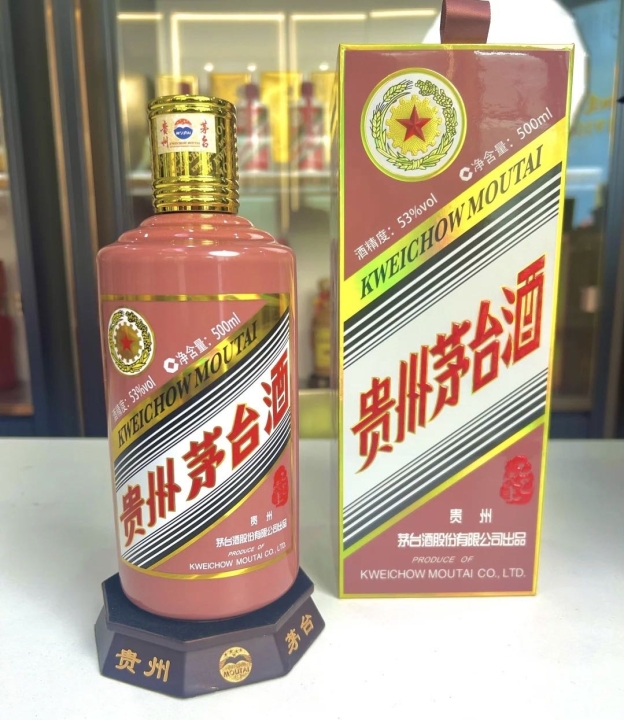 贵州
茅台
MOUTAI
酒精度：53%vol
净含量：500ml
KWEICHOW MOUTAI
贵州茅台酒
贵州
茅台酒股份有限公司出品
PRODUCE OF
KWEICHOW MOUTAI CO., LTD.
贵州
MOUTAI
茅台
酒精度：53%vol
净含量：500ml
KWEICHOW MOUTAI
贵州茅台酒
贵州
茅台酒股份有限公司出品
PRODUCE OF
KWEICHOW MOUTAI CO., LTD.